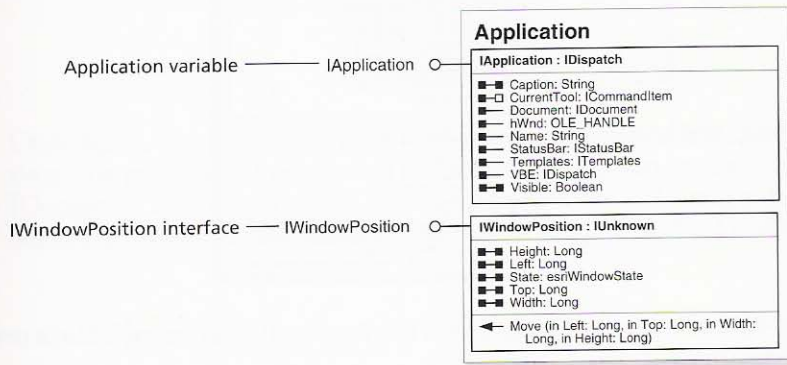 Application
Application variable
IApplication
IApplication : IDispatch
Caption: String
CurrentTool: ICommandItem
Document: IDocument
hWnd: OLE_HANDLE
Name: String
StatusBar: IStatusBar
Templates: ITemplates
VBE: IDispatch
Visible: Boolean
IWindowPosition interface
IWindowPosition
IWindowPosition : IUnknown
Height: Long
Left: Long
State: esriWindowState
Top: Long
Width: Long
Move (in Left: Long, in Top: Long, in Width:
Long, in Height: Long)